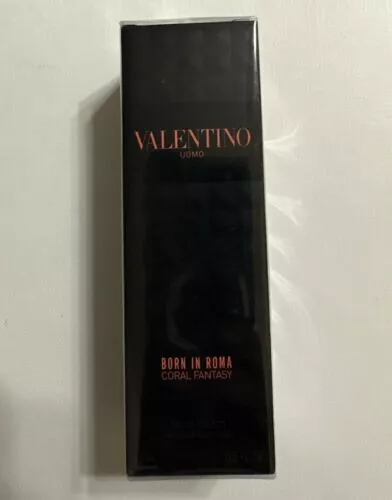 VALENTINO
UOMO
BORN IN ROMA
CORAL FANTASY